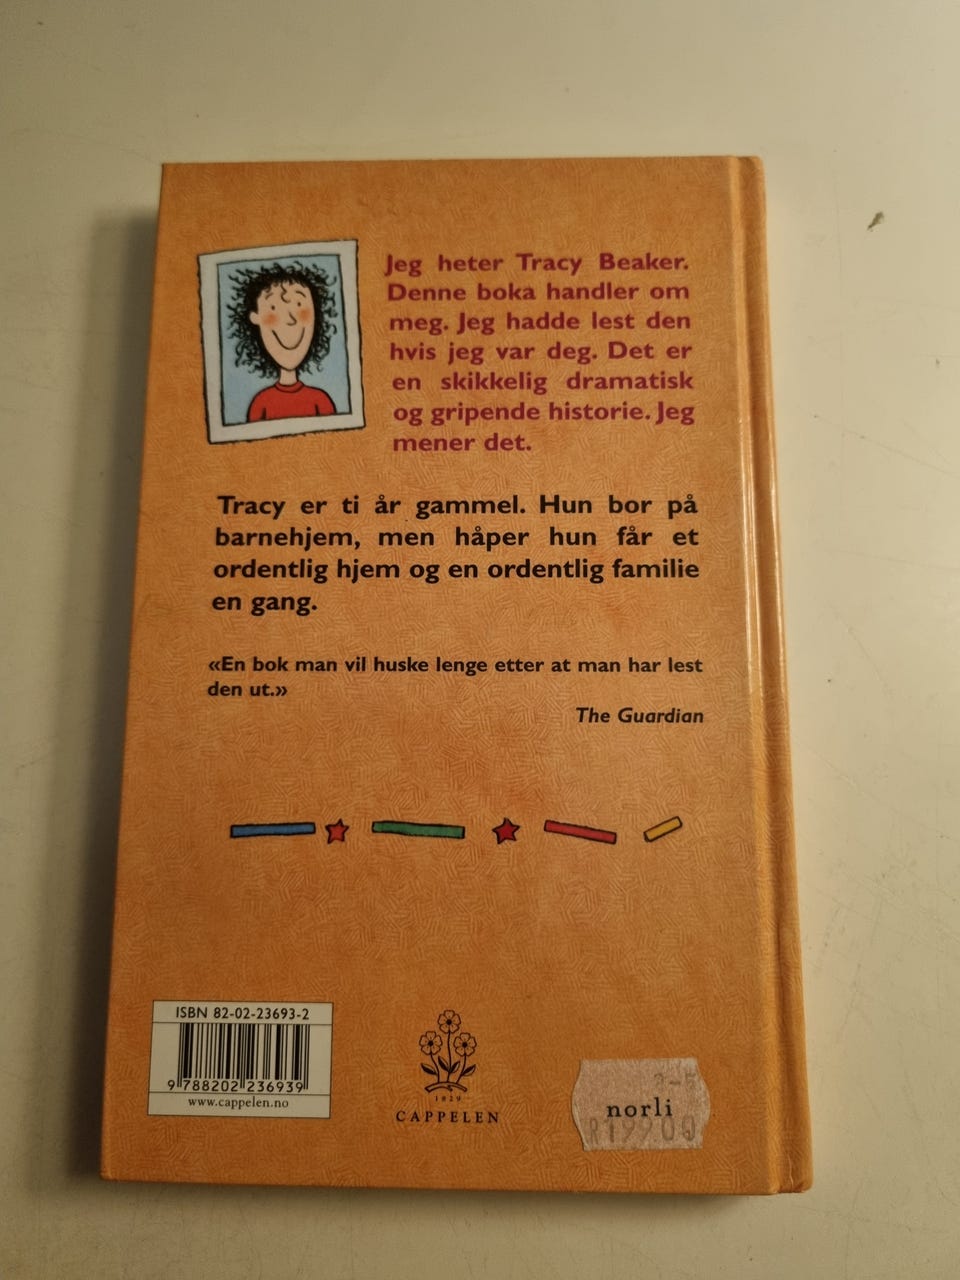 Jeg heter Tracy Beaker.
Denne boka handler om
meg. Jeg hadde lest den
hvis jeg var deg. Det er
en skikkelig dramatisk
og gripende historie. Jeg
mener det.
Tracy er ti år gammel. Hun bor på
barnehjem, men håper hun får et
ordentlig hjem og en ordentlig familie
en gang.
«En bok man vil huske lenge etter at man har lest
den ut.»
The Guardian
ISBN 82-02-23693-2
9 788202 236939
www.cappelen.no
1829
CAPPELEN
norli
R19900